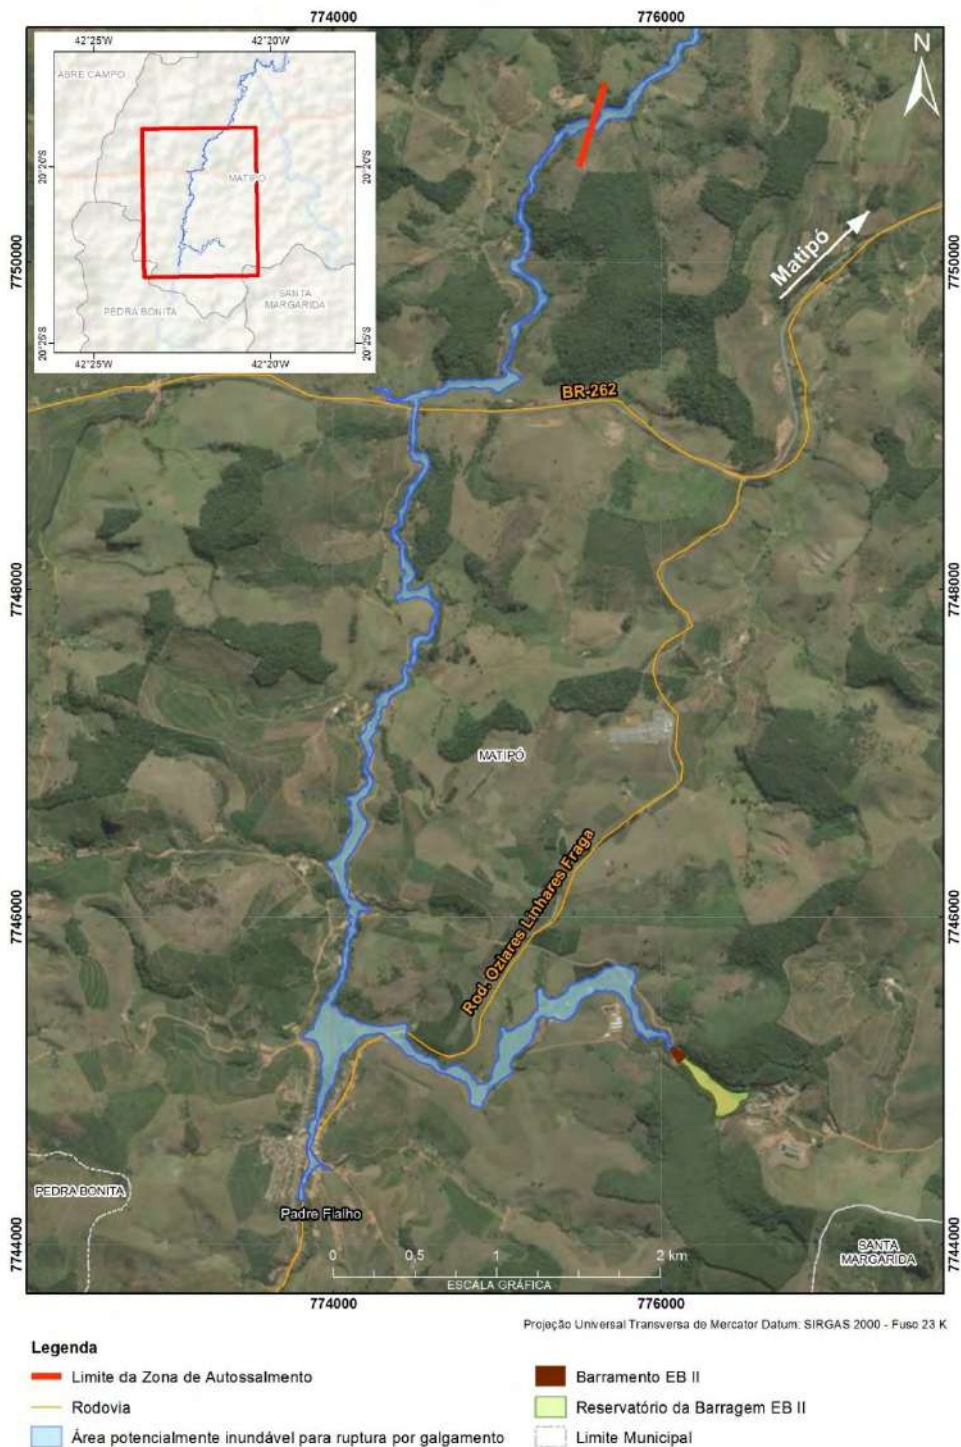 774000
776000
42°25'W
42°20'W
ABRE CAMPO
20°20'S
20°20'S
MATIPÓ
SANTA
MARGARIDA
PEDRA BONITA
20°25'S
20°25'S
42°25'W
42°20'W
N
Matipó
7750000
7750000
BR-262
7748000
7748000
MATIPÓ
Rod. Oziares Linhares Fraga
7746000
7746000
PEDRA BONITA
Padre Fialho
SANTA
MARGARIDA
7744000
7744000
0 0,5 1 2 km
ESCALA GRÁFICA
774000
776000
Projeção Universal Transversa de Mercator Datum: SIRGAS 2000 - Fuso 23 K
Legenda
Limite da Zona de Autossalmento
Rodovia
Área potencialmente inundável para ruptura por galgamento
Barramento EB II
Reservatório da Barragem EB II
Limite Municipal